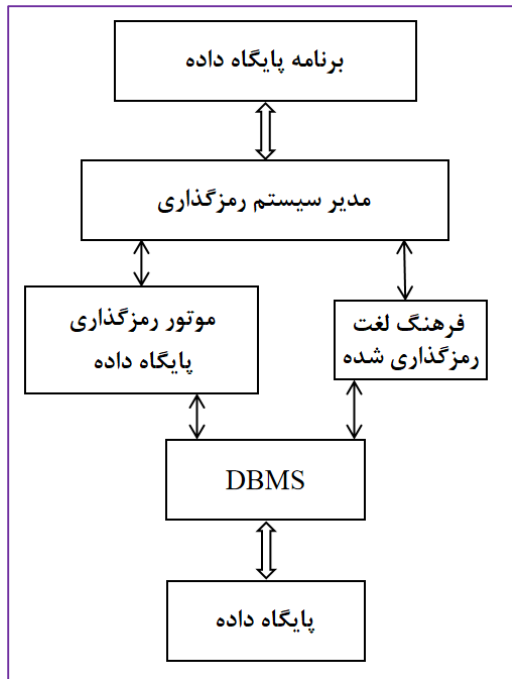 برنامه پایگاه داده
مدیر سیستم رمزگذاری
موتور رمزگذاری
پایگاه داده
فرهنگ لغت
رمزگذاری شده
DBMS
پایگاه داده